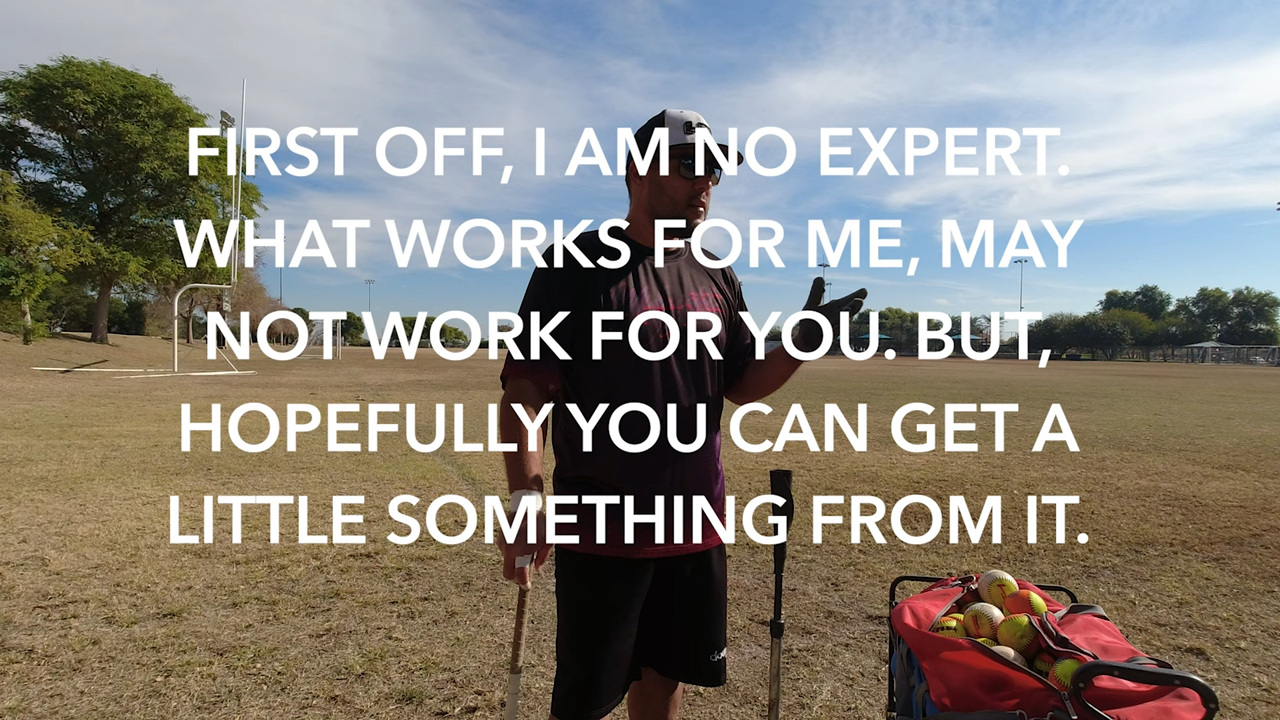 FIRST OFF, I AM NO EXPERT.
WHAT WORKS FOR ME, MAY
NOT WORK FOR YOU. BUT,
HOPEFULLY YOU CAN GET A
LITTLE SOMETHING FROM IT.